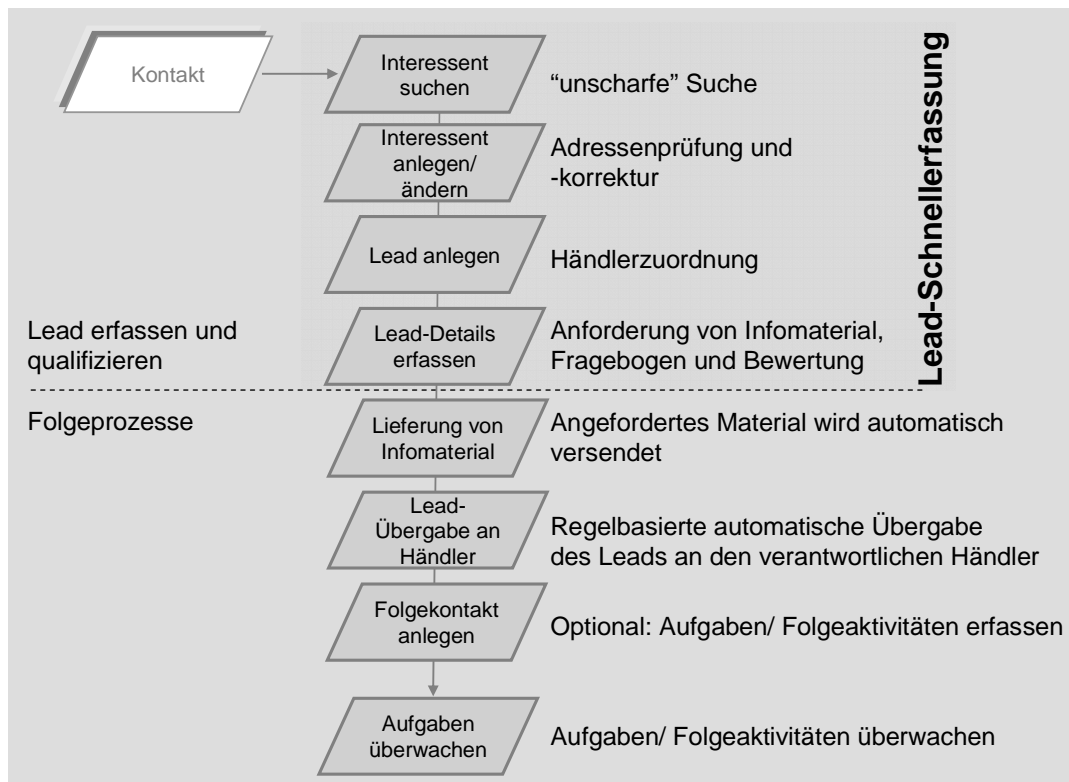 Kontakt
Interessent
suchen
“unscharfe” Suche
Interessent
anlegen/
ändern
Adressenprüfung und
-korrektur
Lead anlegen
Händlerzuordnung
Lead-Schnellerfassung
Lead erfassen und
qualifizieren
Lead-Details
erfassen
Anforderung von Infomaterial,
Fragebogen und Bewertung
Folgeprozesse
Lieferung von
Infomaterial
Angefordertes Material wird automatisch
versendet
Lead-
Übergabe an
Händler
Regelbasierte automatische Übergabe
des Leads an den verantwortlichen Händler
Folgekontakt
anlegen
Optional: Aufgaben/ Folgeaktivitäten erfassen
Aufgaben
überwachen
Aufgaben/ Folgeaktivitäten überwachen